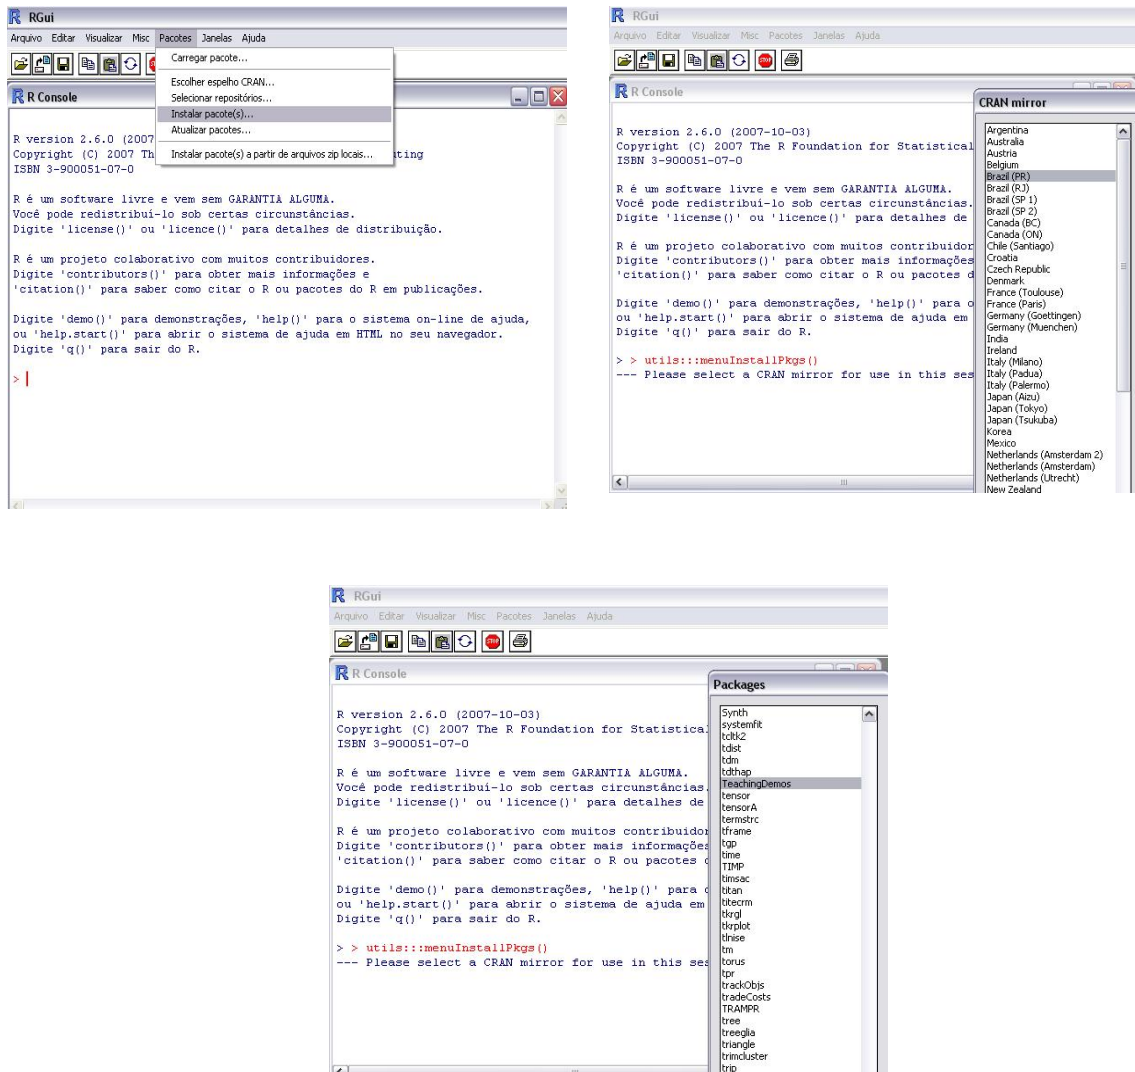 RGui
Arquivo Editar Visualizar Misc Pacotes Janelas Ajuda
Carregar pacote...
Escolher espelho CRAN...
Selecionar repositórios...
Instalar pacote(s)...
Atualizar pacotes...
Instalar pacote(s) a partir de arquivos zip locais...
R Console
R version 2.6.0 (2007
Copyright (C) 2007 Th
uting
ISBN 3-900051-07-0
R é um software livre e vem sem GARANTIA ALGUMA.
Você pode redistribuí-lo sob certas circunstâncias.
Digite 'license()' ou 'licence()' para detalhes de distribuição.
R é um projeto colaborativo com muitos contribuidores.
Digite 'contributors()' para obter mais informações e
'citation()' para saber como citar o R ou pacotes do R em publicações.
Digite 'demo()' para demonstrações, 'help()' para o sistema on-line de ajuda,
ou 'help.start()' para abrir o sistema de ajuda em HTML no seu navegador.
Digite 'q()' para sair do R.
>
RGui
Arquivo Editar Visualizar Misc Pacotes Janelas Ajuda
STOP
R Console
R version 2.6.0 (2007-10-03)
Copyright (C) 2007 The R Foundation for Statistical
ISBN 3-900051-07-0
R é um software livre e vem sem GARANTIA ALGUMA.
Você pode redistribuí-lo sob certas circunstâncias.
Digite 'license()' ou 'licence()' para detalhes de
R é um projeto colaborativo com muitos contribuidor
Digite 'contributors()' para obter mais informações
'citation()' para saber como citar o R ou pacotes d
Digite 'demo()' para demonstrações, 'help()' para o
ou 'help.start()' para abrir o sistema de ajuda em
Digite 'q()' para sair do R.
> > utils:::menuInstallPkgs()
--- Please select a CRAN mirror for use in this ses
CRAN mirror
Argentina
Australia
Austria
Belgium
Brazil (PR)
Brazil (RJ)
Brazil (SP 1)
Brazil (SP 2)
Canada (BC)
Canada (ON)
Chile (Santiago)
Croatia
Czech Republic
Denmark
France (Toulouse)
France (Paris)
Germany (Goettingen)
Germany (Muenchen)
India
Ireland
Italy (Milano)
Italy (Padua)
Italy (Palermo)
Japan (Aizu)
Japan (Tokyo)
Japan (Tsukuba)
Korea
Mexico
Netherlands (Amsterdam 2)
Netherlands (Amsterdam)
Netherlands (Utrecht)
New Zealand
RGui
Arquivo Editar Visualizar Misc Pacotes Janelas Ajuda
STOP
R Console
R version 2.6.0 (2007-10-03)
Copyright (C) 2007 The R Foundation for Statistical
ISBN 3-900051-07-0
R é um software livre e vem sem GARANTIA ALGUMA.
Você pode redistribuí-lo sob certas circunstâncias.
Digite 'license()' ou 'licence()' para detalhes de
R é um projeto colaborativo com muitos contribuidor
Digite 'contributors()' para obter mais informações
'citation()' para saber como citar o R ou pacotes d
Digite 'demo()' para demonstrações, 'help()' para o
ou 'help.start()' para abrir o sistema de ajuda em
Digite 'q()' para sair do R.
> > utils:::menuInstallPkgs()
--- Please select a CRAN mirror for use in this ses
Packages
Synth
systemfit
tcltk2
tdist
tdm
tdthap
TeachingDemos
tensor
tensorA
termstrc
tframe
tgp
time
TIMP
timsac
titan
titecrm
tkrgl
tkrplot
tlnise
tm
torus
tpr
trackObjs
tradeCosts
TRAMPR
tree
treeglia
triangle
trimcluster
trip